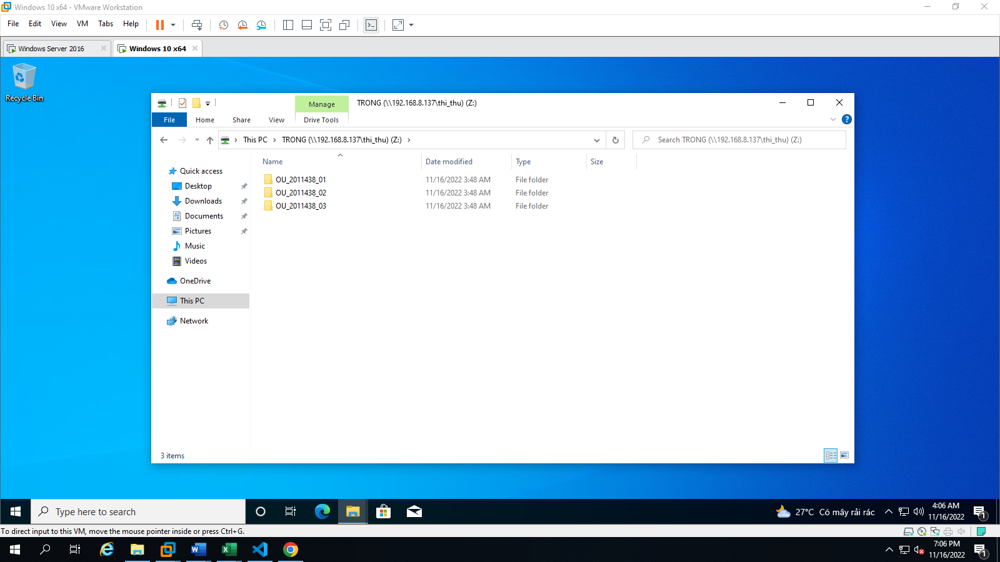 Windows 10 x64 - VMware Workstation
File Edit View VM Tabs Help
Windows Server 2016
Windows 10 x64
Recycle Bin
Manage
TRONG (\\192.168.8.137\thi_thu) (Z:)
File Home Share View Drive Tools
This PC
TRONG (\\192.168.8.137\thi_thu) (Z:)
Search TRONG (\\192.168.8.137\thi_thu) (Z:)
Name Date modified Type Size
OU_2011438_01 11/16/2022 3:48 AM File folder
OU_2011438_02 11/16/2022 3:48 AM File folder
OU_2011438_03 11/16/2022 3:48 AM File folder
Quick access
Desktop
Downloads
Documents
Pictures
Music
Videos
OneDrive
This PC
Network
3 items
Type here to search
27°C Có mây rải rác
4:06 AM
11/16/2022
1
To direct input to this VM, move the mouse pointer inside or press Ctrl+G.
7:06 PM
11/16/2022
1